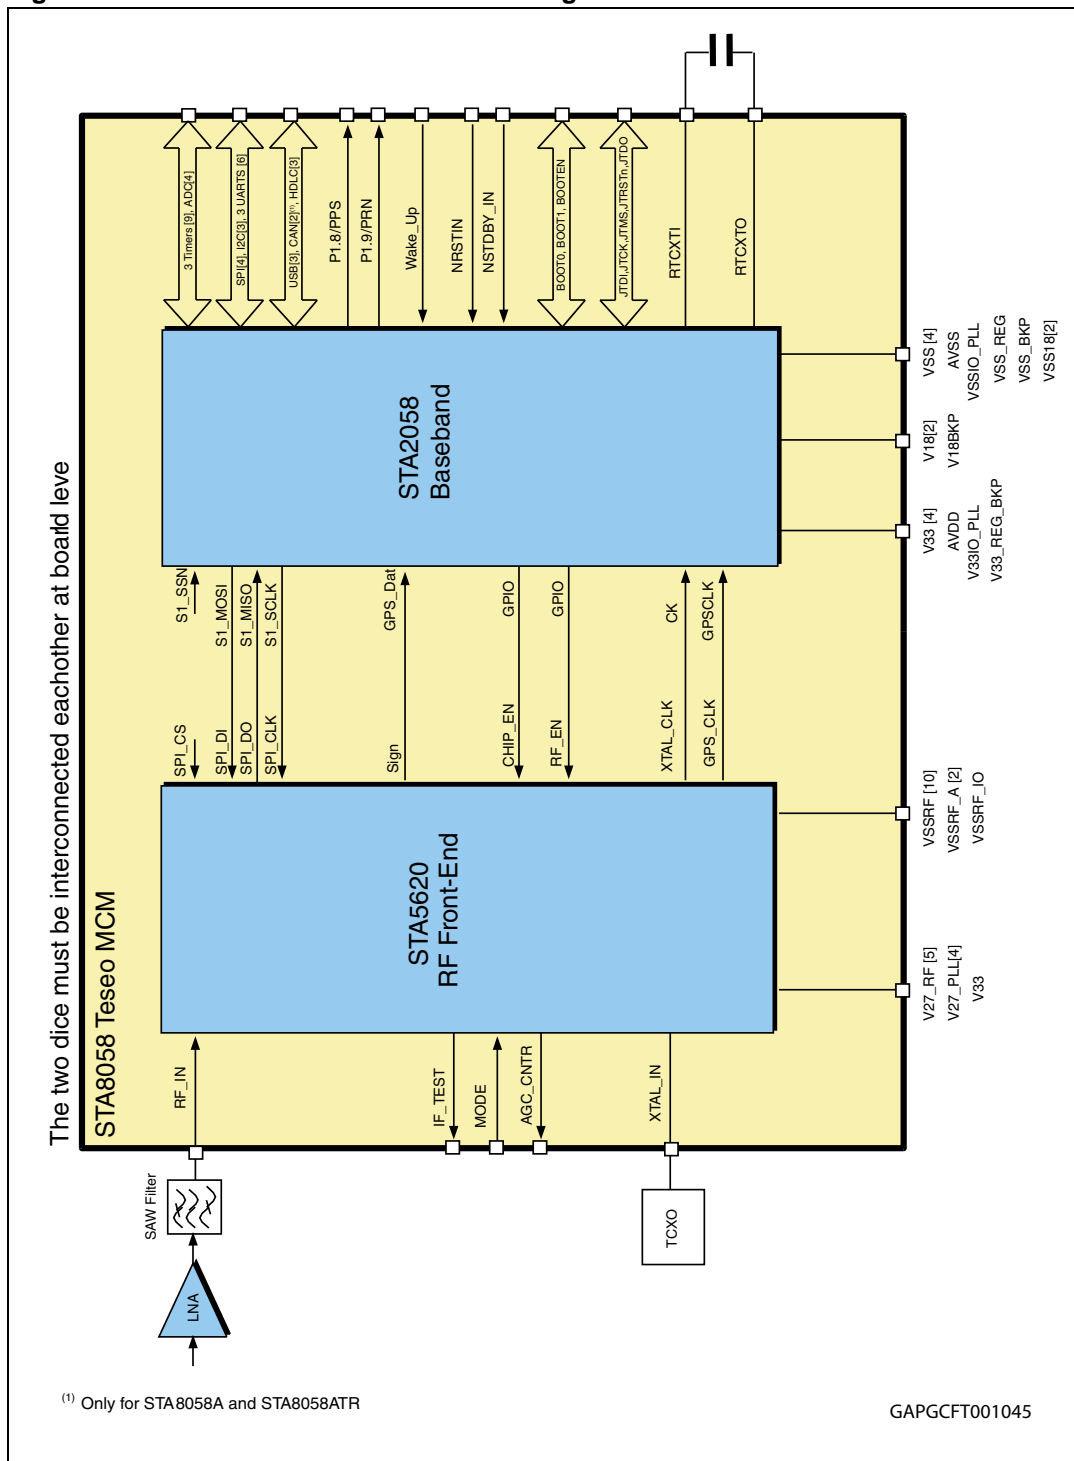 The two dice must be interconnected eachother at board leve
STA8058 Teseo MCM
LNA
SAW Filter
TCXO
RF_IN
IF_TEST
MODE
AGC_CNTR
XTAL_IN
STA5620
RF Front-End
SPI_CS
SPI_DI
SPI_DO
SPI_CLK
Sign
CHIP_EN
RF_EN
XTAL_CLK
GPS_CLK
S1_SSN
S1_MOSI
S1_MISO
S1_SCLK
GPS_Dat
GPIO
GPIO
CK
GPSCLK
STA2058
Baseband
3 Timers [9], ADC[4]
SPI[4], I2C[3], 3 UARTS [6]
USB[3], CAN[2](1), HDLC[3]
P1.8/PPS
P1.9/PRN
Wake_Up
NRSTIN
NSTDBY_IN
BOOT0, BOOT1, BOOTEN
JTDI,JTCK,JTMS,JTRSTn,JTDO
RTCXTI
RTCXTO
V27_RF [5]
V27_PLL[4]
V33
VSSRF [10]
VSSRF_A [2]
VSSRF_IO
V33 [4]
AVDD
V33IO_PLL
V33_REG_BKP
V18[2]
V18BKP
VSS [4]
AVSS
VSSIO_PLL
VSS_REG
VSS_BKP
VSS18[2]
(1) Only for STA8058A and STA8058ATR
GAPGCFT001045